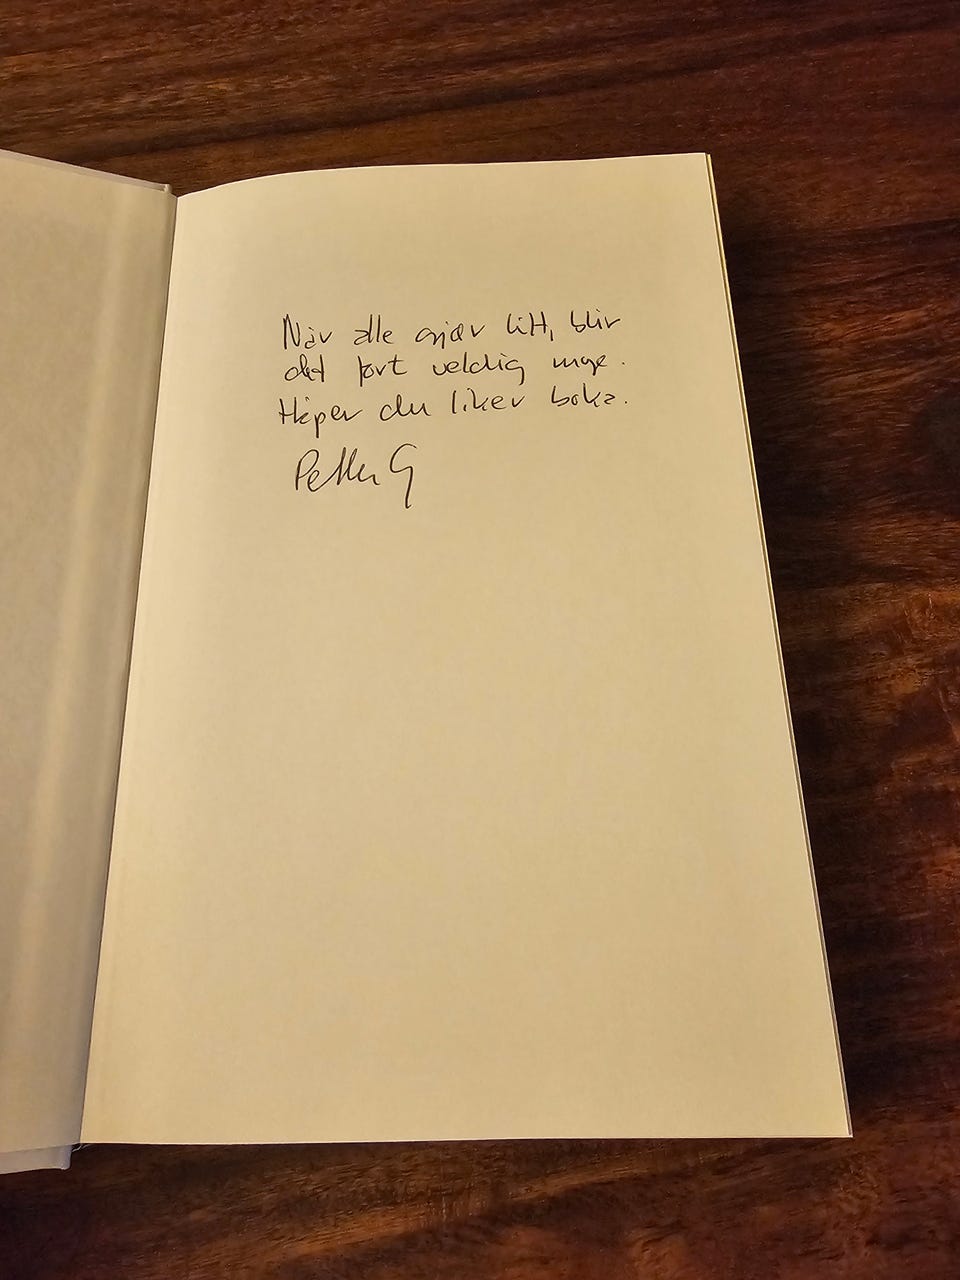 Når alle gjør litt, blir
det fort veldig mye.
Håper du liker boka.
Petter G